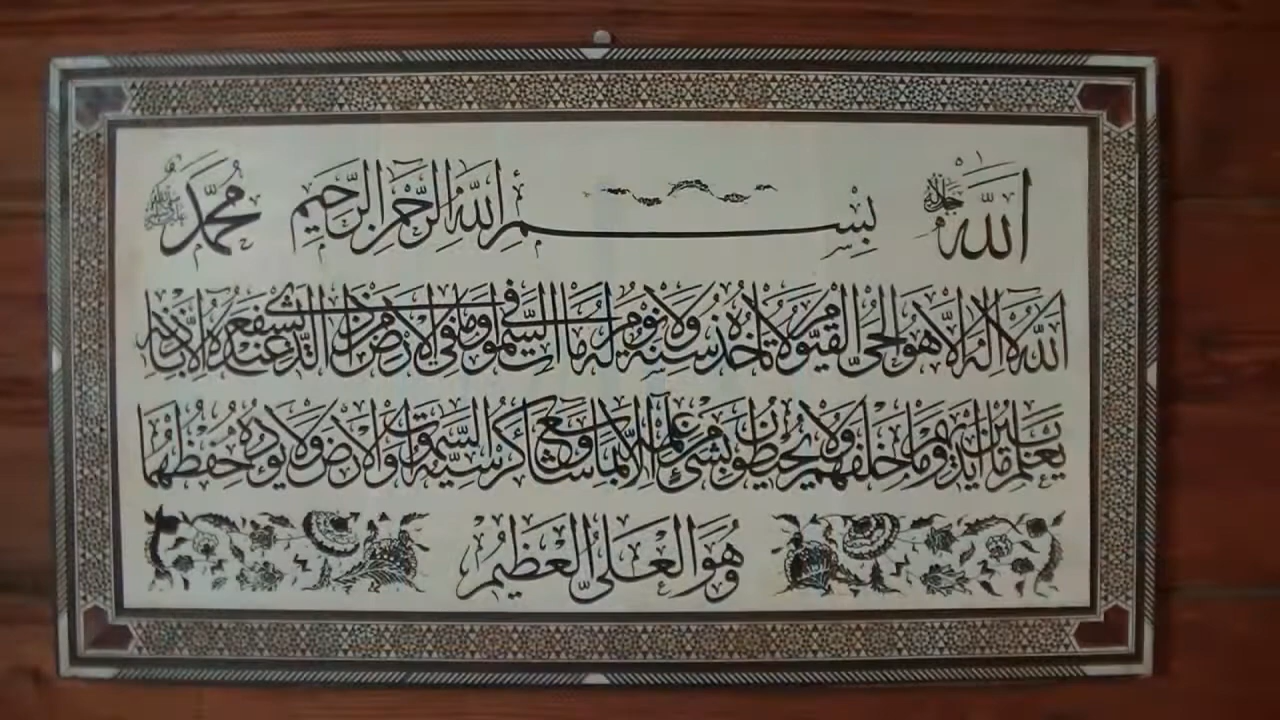 الله جل جلاله بسم الله الرحمن الرحيم محمد صلى الله عليه وسلم
الله لا إله إلا هو الحي القيوم لا تأخذه سنة ولا نوم له ما في السموات وما في الأرض من ذا الذي يشفع عنده إلا بإذنه
يعلم ما بين أيديهم وما خلفهم ولا يحيطون بشيء من علمه إلا بما شاء وسع كرسيه السموات والأرض ولا يؤده حفظهما
وهو العلي العظيم